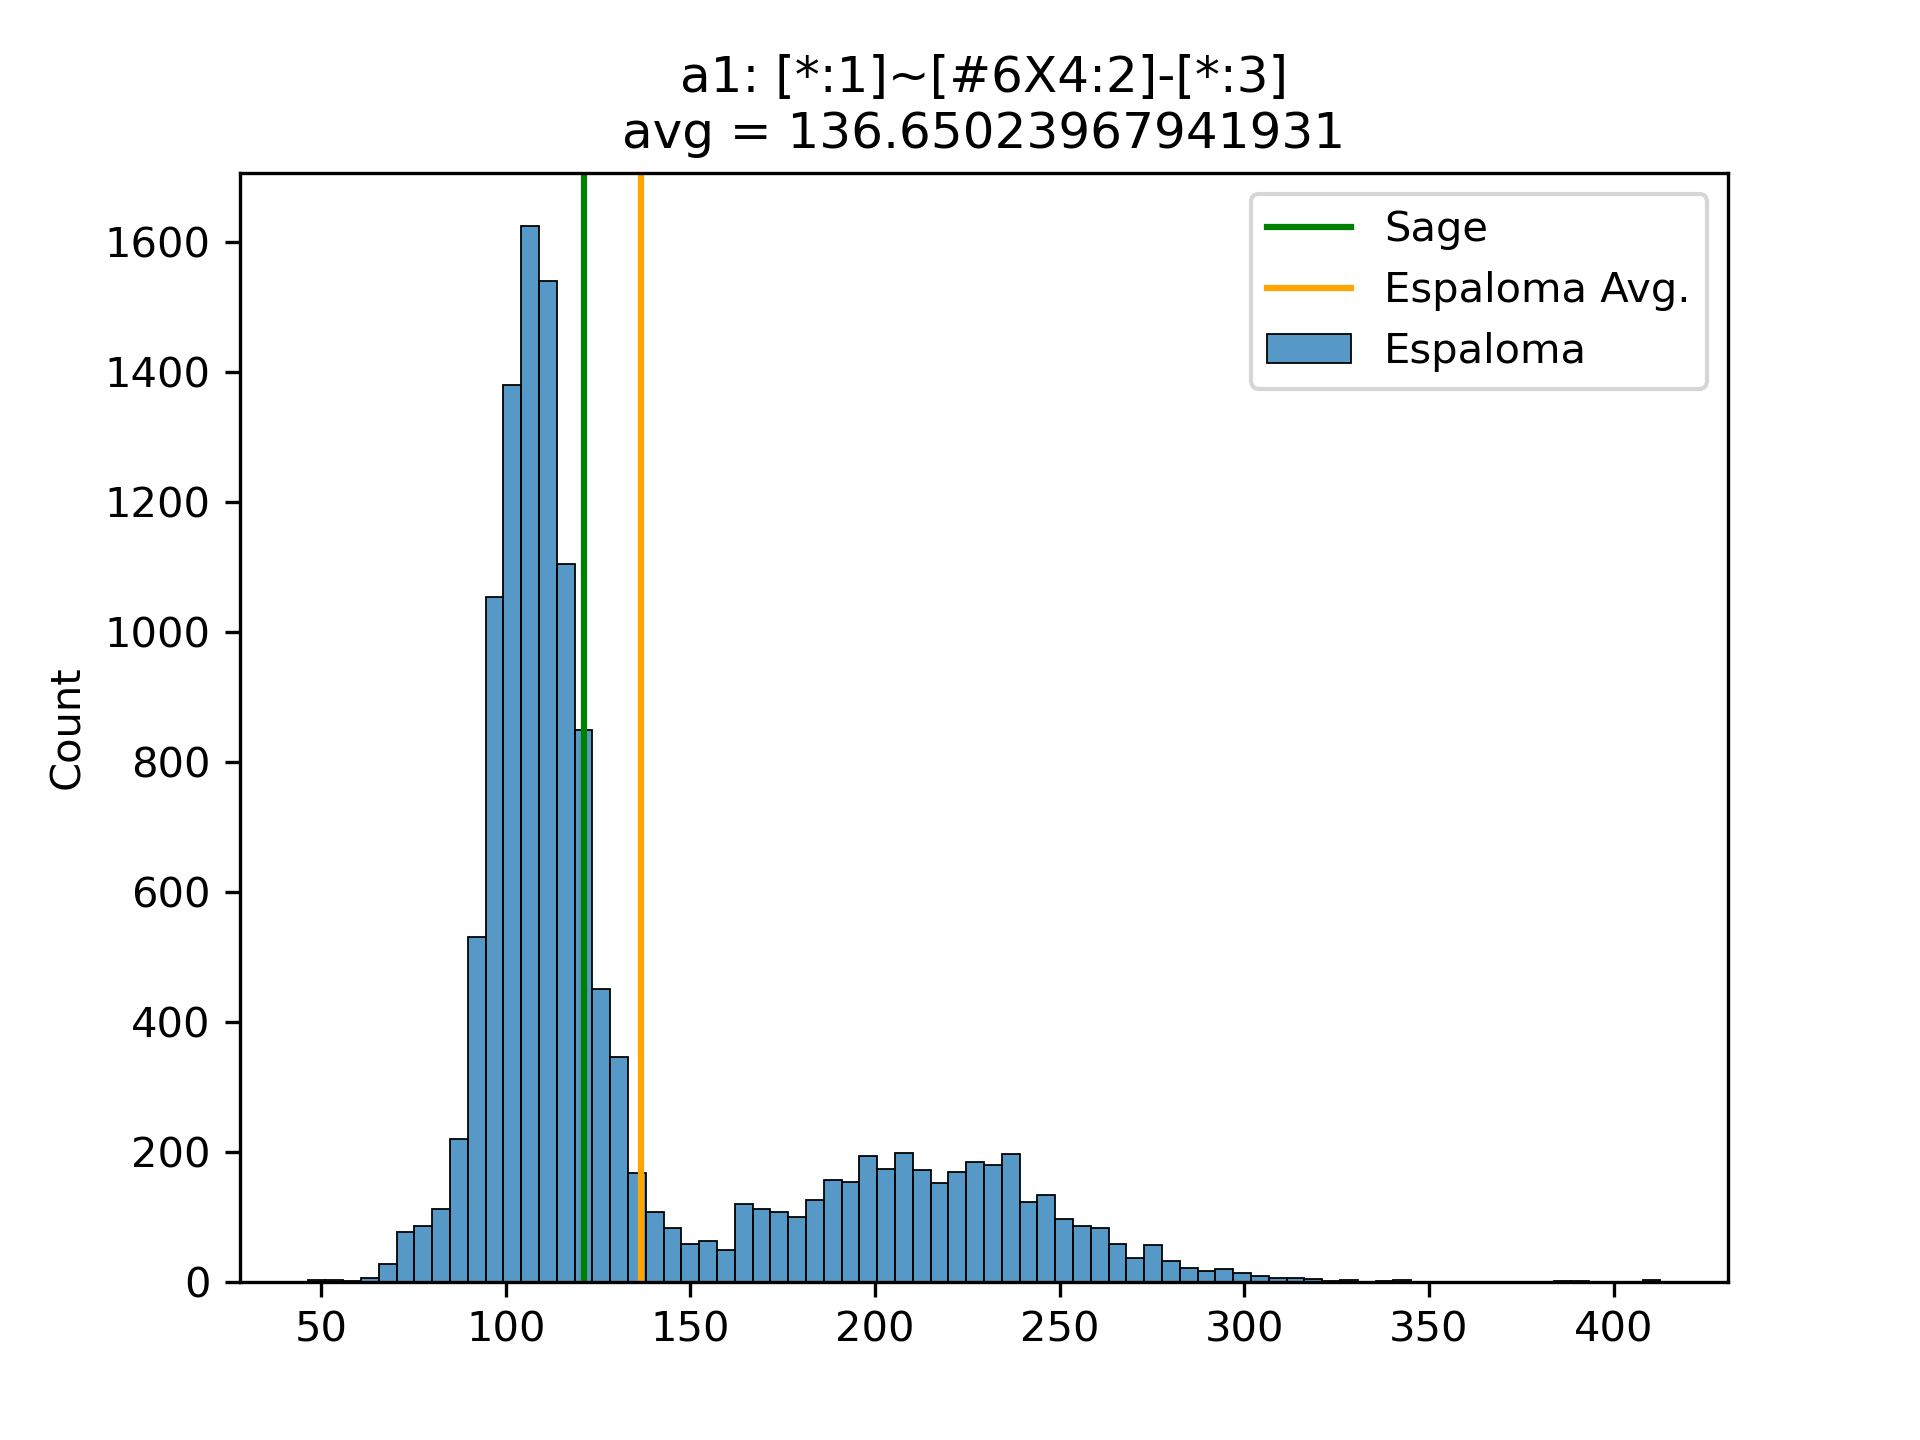 a1: [*:1]~[#6X4:2]-[*:3]
avg = 136.65023967941931
Sage
Espaloma Avg.
Espaloma
Count
1600
1400
1200
1000
800
600
400
200
0
50 100 150 200 250 300 350 400